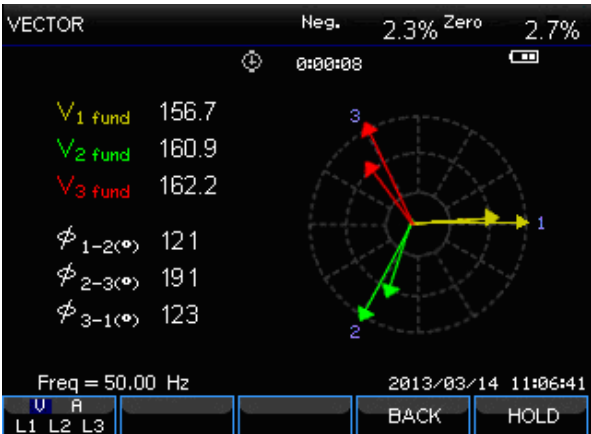 VECTOR Neg. 2.3% Zero 2.7%
0:00:08
V1 fund 156.7
V2 fund 160.9
V3 fund 162.2
ϕ1-2(°) 121
ϕ2-3(°) 191
ϕ3-1(°) 123
3
1
2
Freq = 50.00 Hz 2013/03/14 11:06:41
V A
L1 L2 L3 BACK HOLD